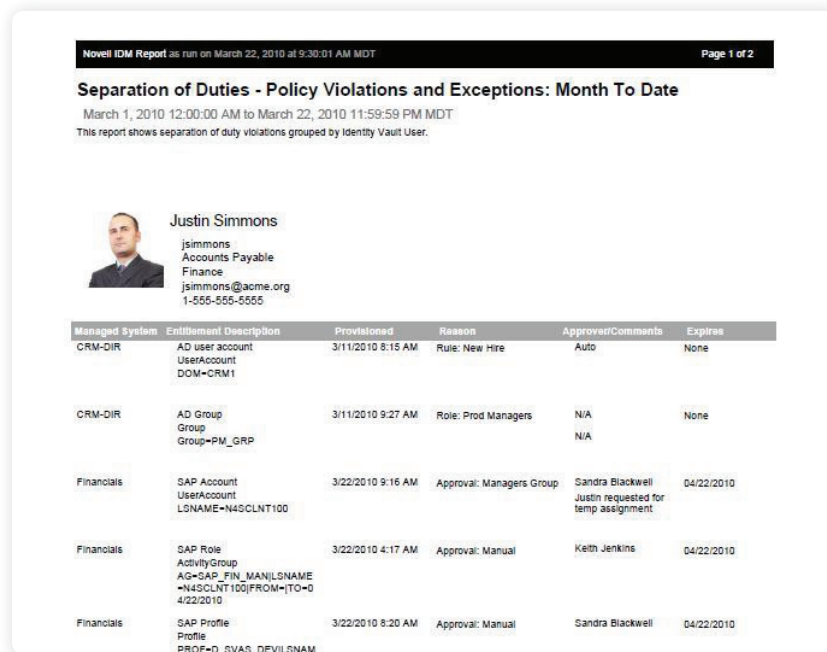 Novell IDM Report as run on March 22, 2010 at 9:30:01 AM MDT Page 1 of 2
Separation of Duties - Policy Violations and Exceptions: Month To Date
March 1, 2010 12:00:00 AM to March 22, 2010 11:59:59 PM MDT
This report shows separation of duty violations grouped by Identity Vault User.
Justin Simmons
jsimmons
Accounts Payable
Finance
jsimmons@acme.org
1-555-555-5555
Managed System Entitlement Description Provisioned Reason Approver/Comments Expires
CRM-DIR AD user account 3/11/2010 8:15 AM Rule: New Hire Auto None
UserAccount
DOM=CRM1
CRM-DIR AD Group 3/11/2010 9:27 AM Role: Prod Managers N/A None
Group
N/A
Group=PM_GRP
Financials SAP Account 3/22/2010 9:16 AM Approval: Managers Group Sandra Blackwell 04/22/2010
UserAccount Justin requested for
LSNAME=N4SCLNT100 temp assignment
Financials SAP Role 3/22/2010 4:17 AM Approval: Manual Keith Jenkins 04/22/2010
ActivityGroup
AG=SAP_FIN_MAN|LSNAME
=N4SCLNT100|FROM=|TO=0
4/22/2010
Financials SAP Profile 3/22/2010 8:20 AM Approval: Manual Sandra Blackwell 04/22/2010
Profile
PROF=D_SVAS_DEV|LSNAM